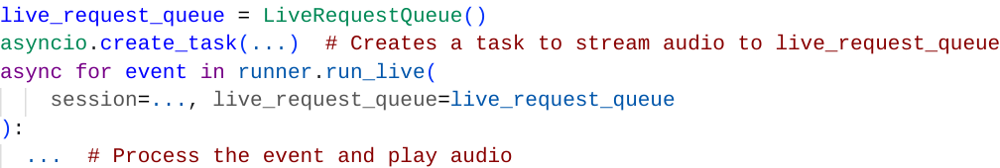 live_request_queue = LiveRequestQueue()
asyncio.create_task(...)  # Creates a task to stream audio to live_request_queue
async for event in runner.run_live(
    session=..., live_request_queue=live_request_queue
):
  ...  # Process the event and play audio